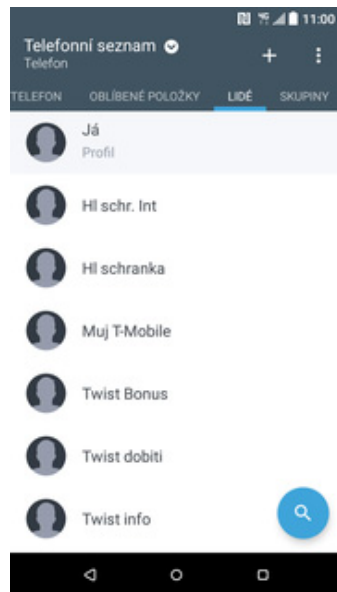 11:00
Telefonní seznam
Telefon
TELEFON OBLÍBENÉ POLOŽKY LIDÉ SKUPINY
Já
Profil
Hl schr. Int
Hl schranka
Muj T-Mobile
Twist Bonus
Twist dobiti
Twist info